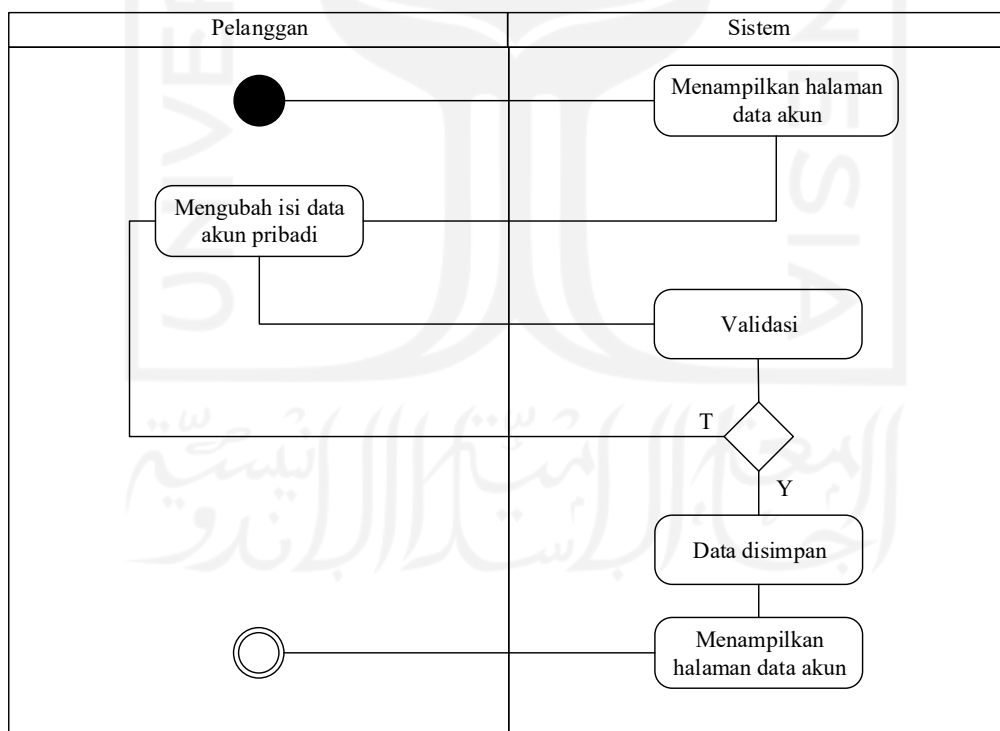 Pelanggan
Sistem
Menampilkan halaman
data akun
Mengubah isi data
akun pribadi
Validasi
T
Y
Data disimpan
Menampilkan
halaman data akun